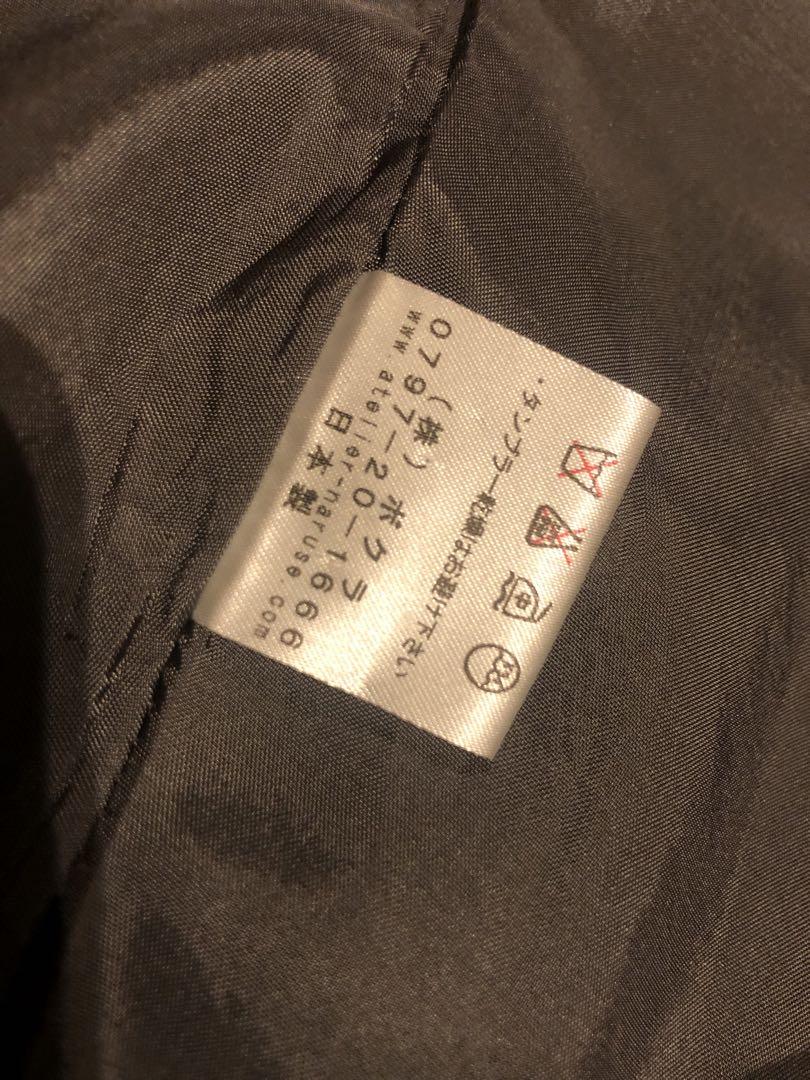 ・タンブラー乾燥はお避け下さい
(株)ボクラ
0797-20-1666
www.atelier-naruse.com
日本製